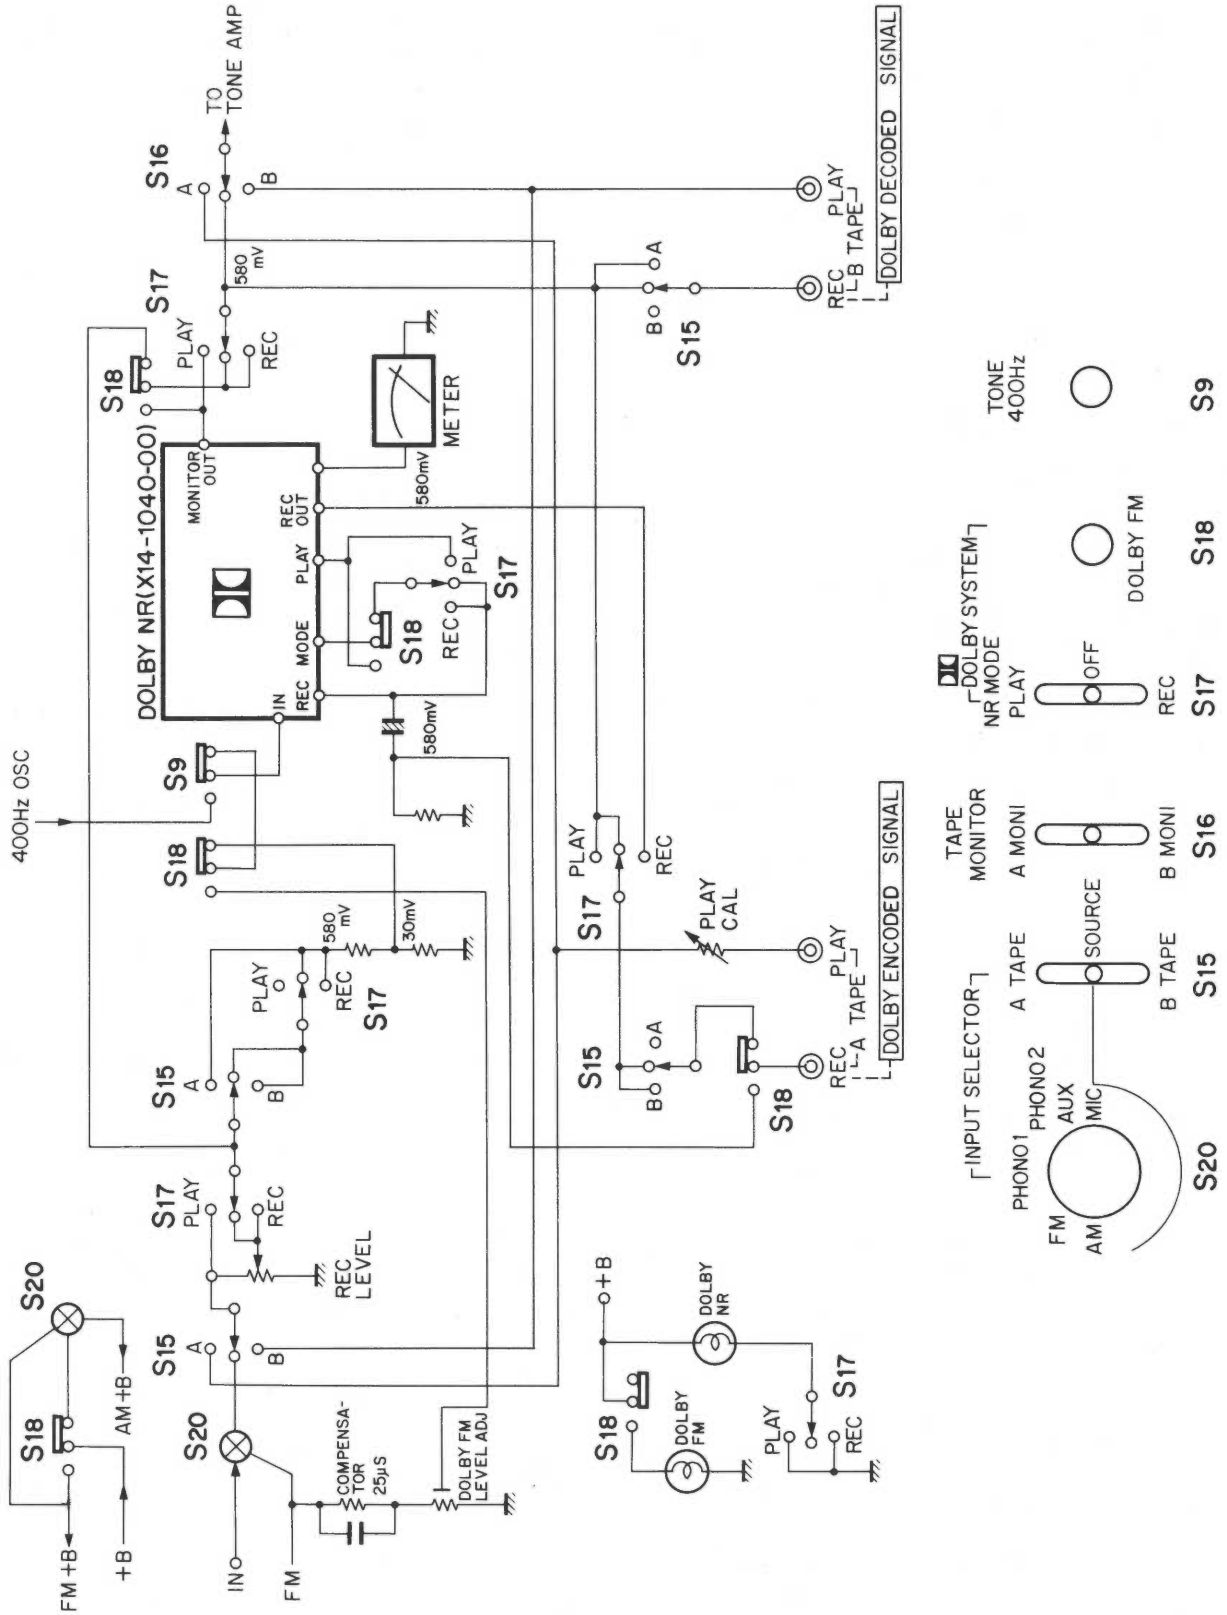 FM +B
+B
S18
S20
AM +B
IN
FM
S20
COMPENSA-
TOR
25μS
DOLBY FM
LEVEL ADJ
S15
A
B
REC
LEVEL
S17
PLAY
REC
S15
A
B
PLAY
REC
S17
580
mV
30mV
400Hz OSC
S18
S9
DOLBY NR(X14-1040-00)
IN
REC
MODE
PLAY
REC
OUT
MONITOR
OUT
580mV
S18
REC
PLAY
S17
580mV
METER
S18
S17
PLAY
REC
580
mV
S16
A
B
TO
TONE AMP
+B
S18
DOLBY
FM
DOLBY
NR
PLAY
REC
S17
S15
B
A
S18
S17
PLAY
REC
PLAY
CAL
REC
PLAY
A TAPE
DOLBY ENCODED SIGNAL
B
A
S15
REC
PLAY
B TAPE
DOLBY DECODED SIGNAL
INPUT SELECTOR
AM
FM
PHONO1
PHONO2
AUX
MIC
S20
A TAPE
SOURCE
B TAPE
S15
TAPE
MONITOR
A MONI
B MONI
S16
DOLBY SYSTEM
NR MODE
PLAY
OFF
REC
S17
DOLBY FM
S18
TONE
400Hz
S9